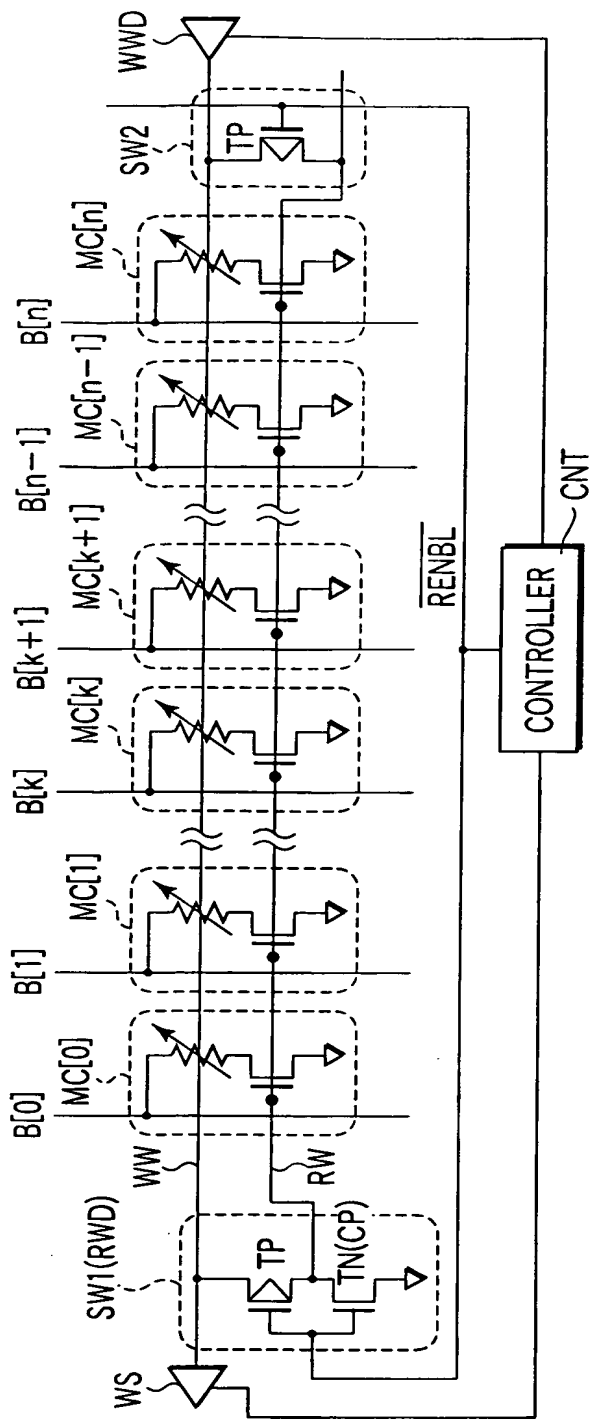 WWD
SW2
TP
MC[n]
B[n]
MC[n-1]
B[n-1]
MC[k+1]
B[k+1]
MC[k]
B[k]
MC[1]
B[1]
MC[0]
B[0]
WW
RW
SW1(RWD)
TP
TN(CP)
WS
RENBL
CONTROLLER
CNT